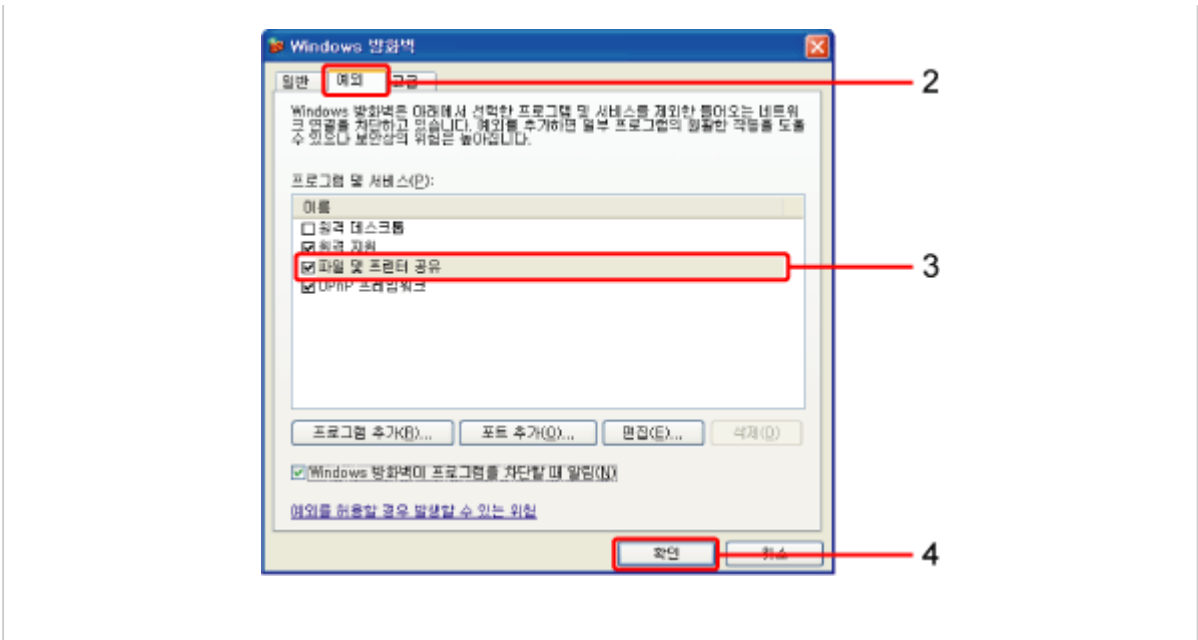 Windows 방화벽
일반 예외 고급
2
Windows 방화벽은 아래에서 선택한 프로그램 및 서비스를 제외한 들어오는 네트워
크 연결을 차단하고 있습니다. 예외를 추가하면 일부 프로그램의 원활한 작동을 도울
수 있으나 보안상의 위험은 높아집니다.
프로그램 및 서비스(P):
이름
원격 데스크톱
원격 지원
파일 및 프린터 공유
3
UPnP 프레임워크
프로그램 추가(R)... 포트 추가(O)... 편집(E)... 삭제(D)
Windows 방화벽이 프로그램을 차단할 때 알림(N)
예외를 허용할 경우 발생할 수 있는 위험
확인 취소
4